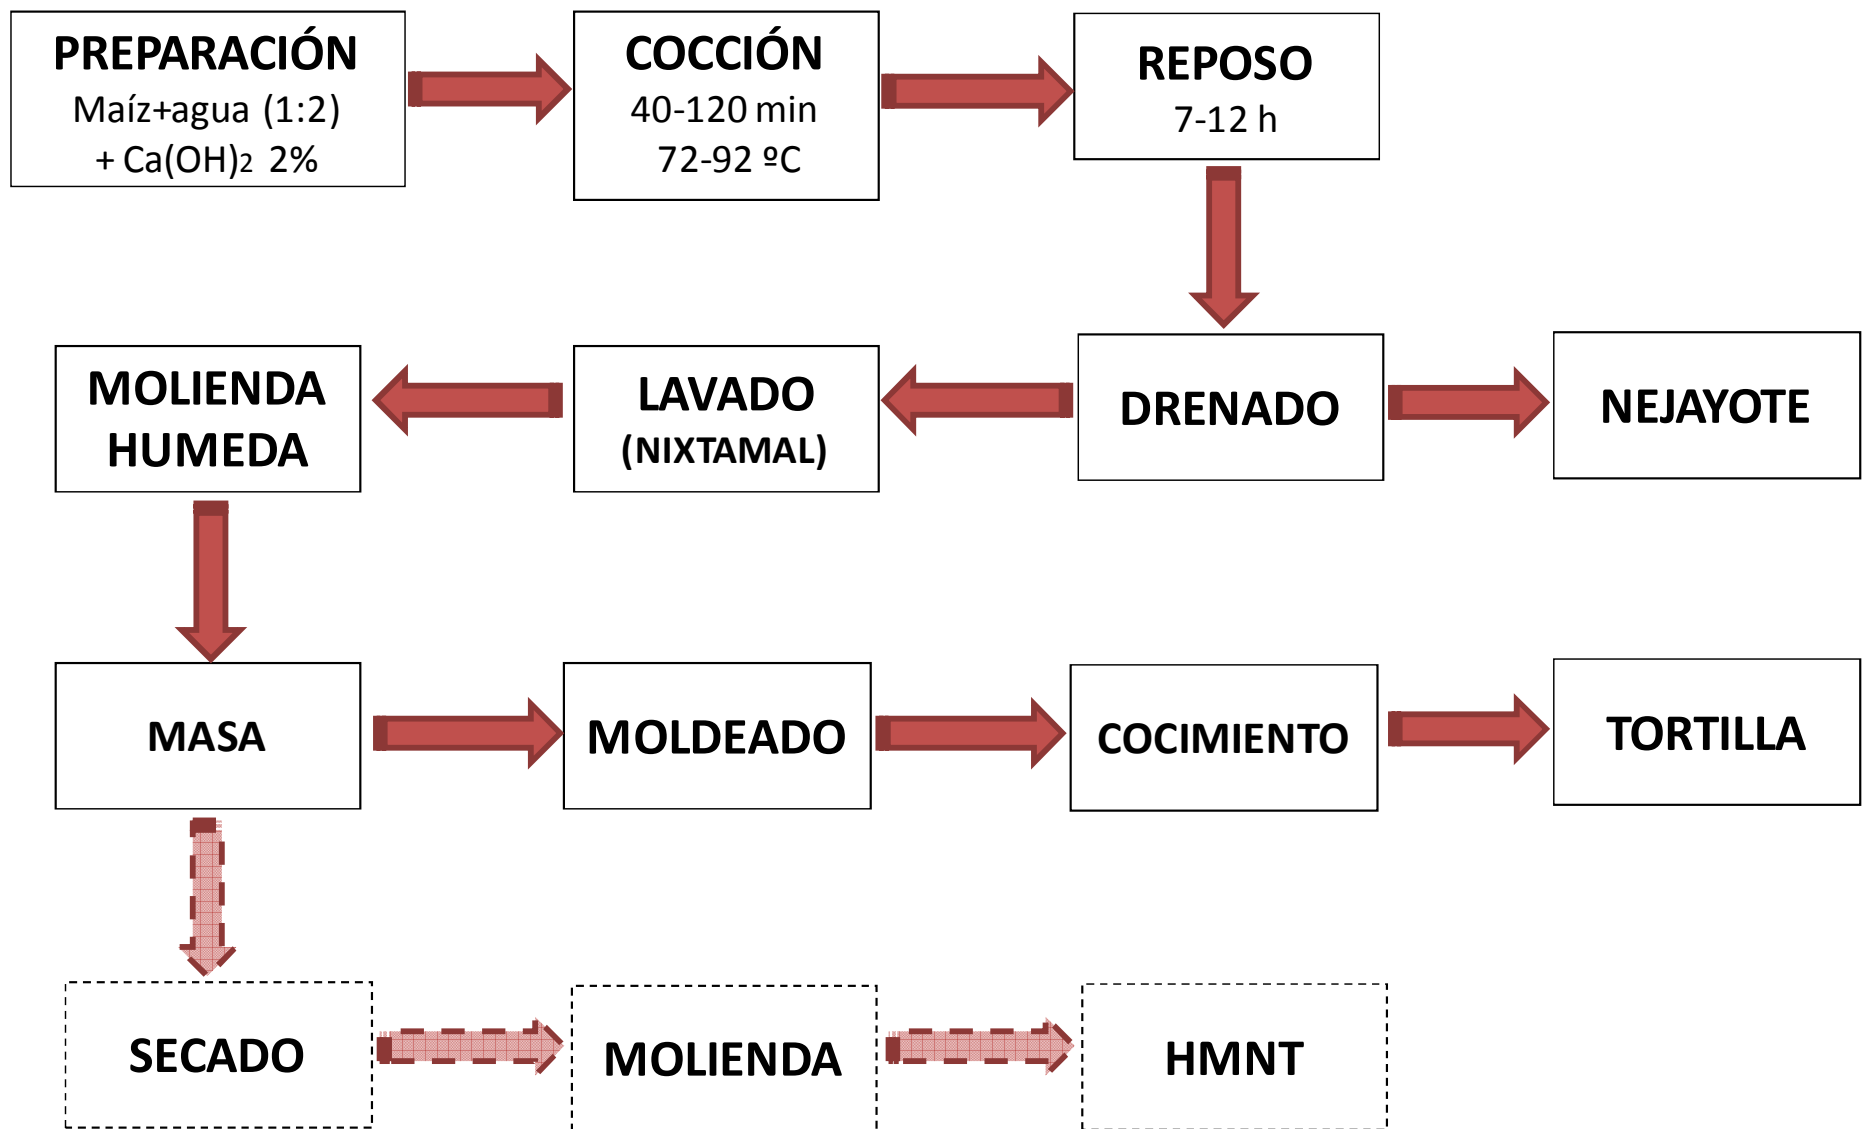 PREPARACIÓN
Maíz+agua (1:2)
+ Ca(OH)2 2%
COCCIÓN
40-120 min
72-92 ºC
REPOSO
7-12 h
MOLIENDA
HUMEDA
LAVADO
(NIXTAMAL)
DRENADO
NEJAYOTE
MASA
MOLDEADO
COCIMIENTO
TORTILLA
SECADO
MOLIENDA
HMNT